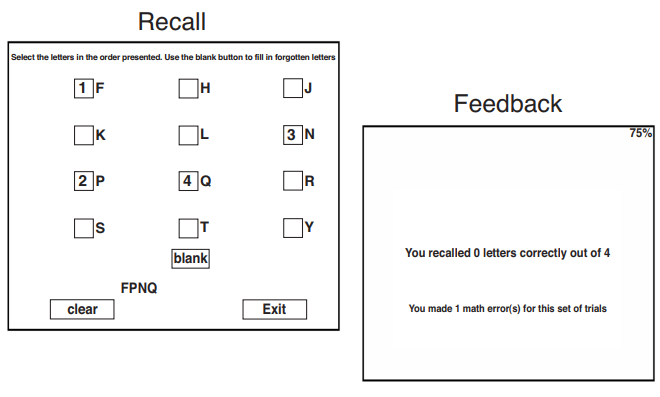 Recall
Select the letters in the order presented. Use the blank button to fill in forgotten letters
1 F H J
K L 3 N
2 P 4 Q R
S T Y
blank
FPNQ
clear Exit
Feedback
75%
You recalled 0 letters correctly out of 4
You made 1 math error(s) for this set of trials